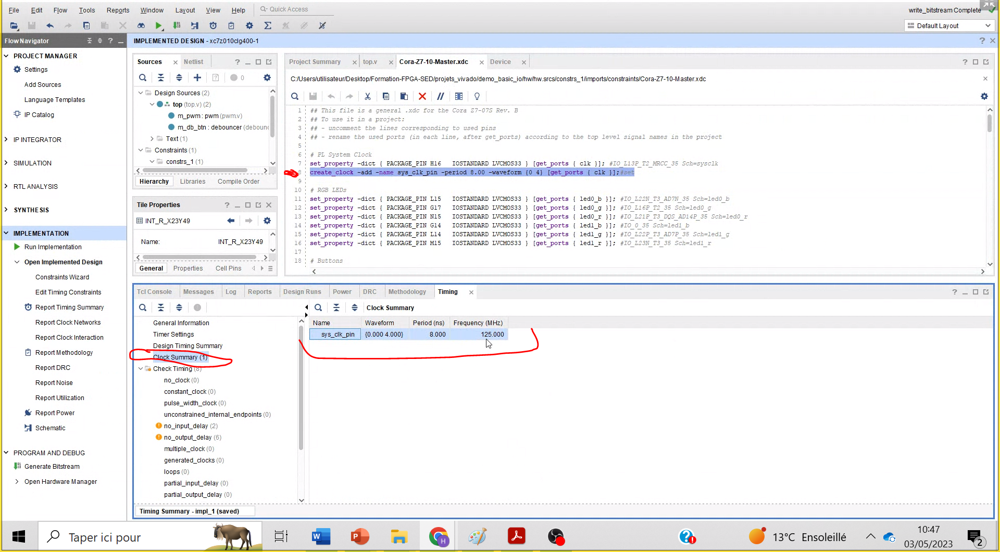 File Edit Flow Tools Reports Window Layout View Help Quick Access
write_bitstream Complete
Default Layout
Flow Navigator
IMPLEMENTED DESIGN - xc7z010clg400-1
PROJECT MANAGER
Settings
Add Sources
Language Templates
IP Catalog
IP INTEGRATOR
SIMULATION
RTL ANALYSIS
SYNTHESIS
IMPLEMENTATION
Run Implementation
Open Implemented Design
Constraints Wizard
Edit Timing Constraints
Report Timing Summary
Report Clock Networks
Report Clock Interaction
Report Methodology
Report DRC
Report Noise
Report Utilization
Report Power
Schematic
PROGRAM AND DEBUG
Generate Bitstream
Open Hardware Manager
Sources Netlist
0
Design Sources (2)
top (top.v) (2)
m_pwm : pwm (pwm.v)
m_db_btn : debouncer (debounc
Text (1)
Constraints (1)
constrs_1 (1)
Hierarchy Libraries Compile Order
Tile Properties
INT_R_X23Y49
Name: INT_R_X23Y49
General Properties Cell Pins
Project Summary top.v Cora-Z7-10-Master.xdc Device
C:/Users/utilisateur/Desktop/Formation-FPGA-SED/projets_vivado/demo_basic_io/hw/hw.srcs/constrs_1/imports/constraints/Cora-Z7-10-Master.xdc
1 ## This file is a general .xdc for the Cora Z7-07S Rev. B
2 ## To use it in a project:
3 ## - uncomment the lines corresponding to used pins
4 ## - rename the used ports (in each line, after get_ports) according to the top level signal names in the project
5
6 # PL System Clock
7 set_property -dict { PACKAGE_PIN H16 IOSTANDARD LVCMOS33 } [get_ports { clk }]; #IO_L13P_T2_MRCC_35 Sch=sysclk
8 create_clock -add -name sys_clk_pin -period 8.00 -waveform {0 4} [get_ports { clk }];#set
9
10 # RGB LEDs
11 set_property -dict { PACKAGE_PIN L15 IOSTANDARD LVCMOS33 } [get_ports { led0_b }]; #IO_L22N_T3_AD7N_35 Sch=led0_b
12 set_property -dict { PACKAGE_PIN G17 IOSTANDARD LVCMOS33 } [get_ports { led0_g }]; #IO_L16P_T2_35 Sch=led0_g
13 set_property -dict { PACKAGE_PIN N15 IOSTANDARD LVCMOS33 } [get_ports { led0_r }]; #IO_L21P_T3_DQS_AD14P_35 Sch=led0_r
14 set_property -dict { PACKAGE_PIN G14 IOSTANDARD LVCMOS33 } [get_ports { led1_b }]; #IO_0_35 Sch=led1_b
15 set_property -dict { PACKAGE_PIN L14 IOSTANDARD LVCMOS33 } [get_ports { led1_g }]; #IO_L22P_T3_AD7P_35 Sch=led1_g
16 set_property -dict { PACKAGE_PIN M15 IOSTANDARD LVCMOS33 } [get_ports { led1_r }]; #IO_L23N_T3_35 Sch=led1_r
17
18 # Buttons
Tcl Console Messages Log Reports Design Runs Power DRC Methodology Timing
General Information
Timer Settings
Design Timing Summary
Clock Summary (1)
Check Timing (8)
no_clock (0)
constant_clock (0)
pulse_width_clock (0)
unconstrained_internal_endpoints (0)
no_input_delay (2)
no_output_delay (6)
multiple_clock (0)
generated_clocks (0)
loops (0)
partial_input_delay (0)
partial_output_delay (0)
Clock Summary
Name Waveform Period (ns) Frequency (MHz)
sys_clk_pin {0.000 4.000} 8.000 125.000
Timing Summary - impl_1 (saved)
Taper ici pour
13°C Ensoleillé
10:47
03/05/2023
2